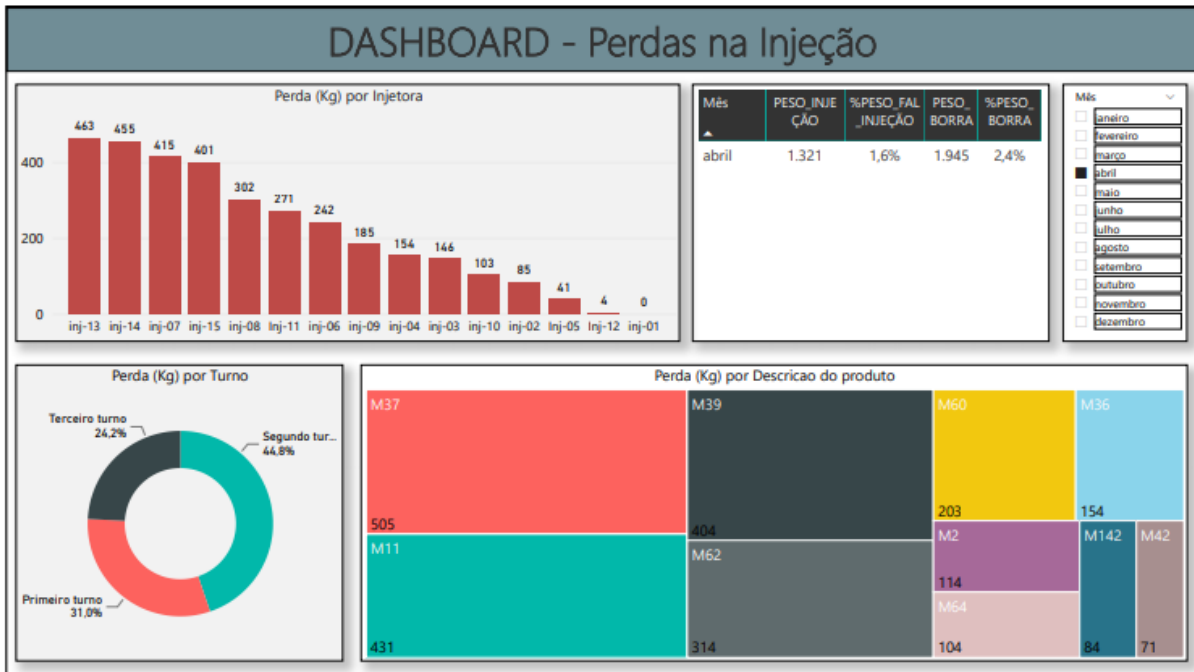 DASHBOARD - Perdas na Injeção
Perda (Kg) por Injetora
463
455
415
401
302
271
242
185
154
146
103
85
41
4
0
400
200
0
inj-13 inj-14 inj-07 inj-15 inj-08 Inj-11 inj-06 inj-09 inj-04 inj-03 inj-10 inj-02 Inj-05 Inj-12 inj-01
Mês PESO_INJE %PESO_FAL PESO_ %PESO_
ÇÃO _INJEÇÃO BORRA BORRA
abril 1.321 1,6% 1.945 2,4%
Mês
janeiro
fevereiro
março
abril
maio
junho
julho
agosto
setembro
outubro
novembro
dezembro
Perda (Kg) por Turno
Terceiro turno
24,2%
Segundo tur...
44,8%
Primeiro turno
31,0%
Perda (Kg) por Descricao do produto
M37
505
M11
431
M39
404
M62
314
M60
203
M36
154
M2
114
M64
104
M142
84
M42
71